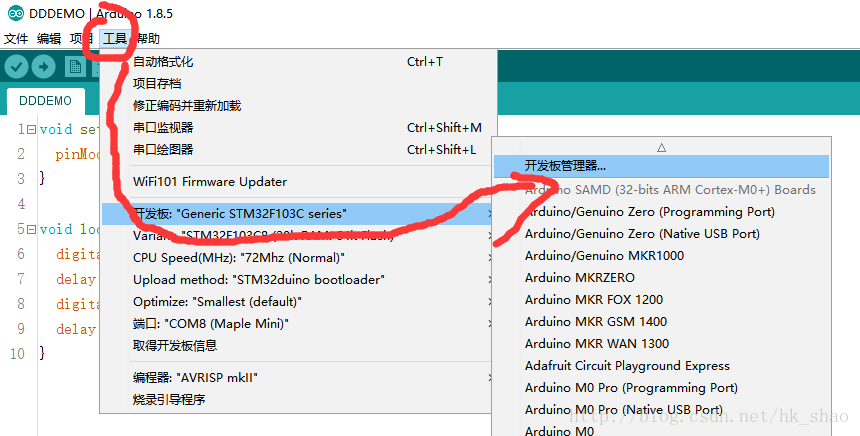 DDDEMO | Arduino 1.8.5
文件 编辑 项目 工具 帮助
DDDEMO
1 void set
2 pinMo
3 }
4
5 void loo
6 digita
7 delay
8 digita
9 delay
10 }
自动格式化 Ctrl+T
项目存档
修正编码并重新加载
串口监视器 Ctrl+Shift+M
串口绘图器 Ctrl+Shift+L
WiFi101 Firmware Updater
开发板: "Generic STM32F103C series"
Variant: "STM32F103C8 (20k RAM. 64k Flash)"
CPU Speed(MHz): "72Mhz (Normal)"
Upload method: "STM32duino bootloader"
Optimize: "Smallest (default)"
端口: "COM8 (Maple Mini)"
取得开发板信息
编程器: "AVRISP mkII"
烧录引导程序
开发板管理器...
Arduino SAMD (32-bits ARM Cortex-M0+) Boards
Arduino/Genuino Zero (Programming Port)
Arduino/Genuino Zero (Native USB Port)
Arduino/Genuino MKR1000
Arduino MKRZERO
Arduino MKR FOX 1200
Arduino MKR GSM 1400
Arduino MKR WAN 1300
Adafruit Circuit Playground Express
Arduino M0 Pro (Programming Port)
Arduino M0 Pro (Native USB Port)
Arduino M0
http://blog.csdn.net/hk_shao